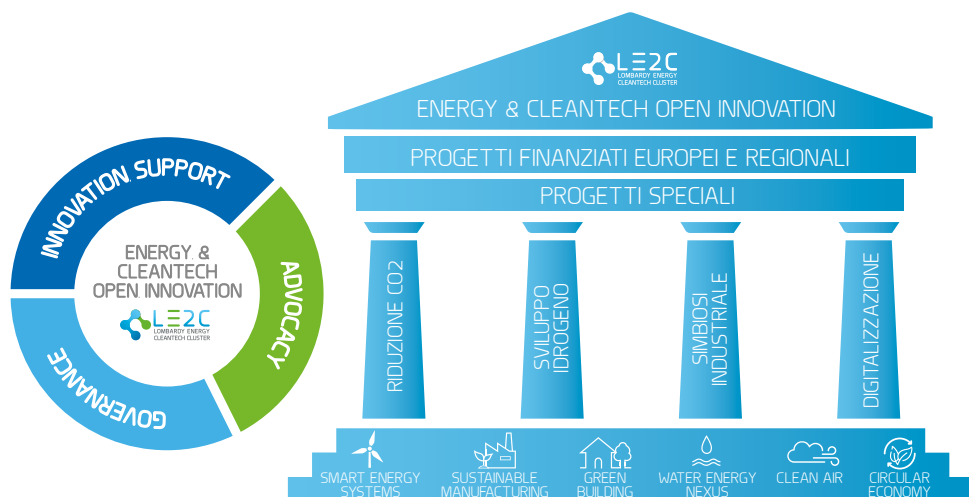 INNOVATION SUPPORT
ADVOCACY
GOVERNANCE
ENERGY &
CLEANTECH
OPEN INNOVATION
LE2C
LOMBARDY ENERGY
CLEANTECH CLUSTER
LE2C
LOMBARDY ENERGY
CLEANTECH CLUSTER
ENERGY & CLEANTECH OPEN INNOVATION
PROGETTI FINANZIATI EUROPEI E REGIONALI
PROGETTI SPECIALI
RIDUZIONE CO2
SVILUPPO
IDROGENO
SIMBIOSI
INDUSTRIALE
DIGITALIZZAZIONE
SMART ENERGY
SYSTEMS
SUSTAINABLE
MANUFACTURING
GREEN
BUILDING
WATER ENERGY
NEXUS
CLEAN AIR
CIRCULAR
ECONOMY